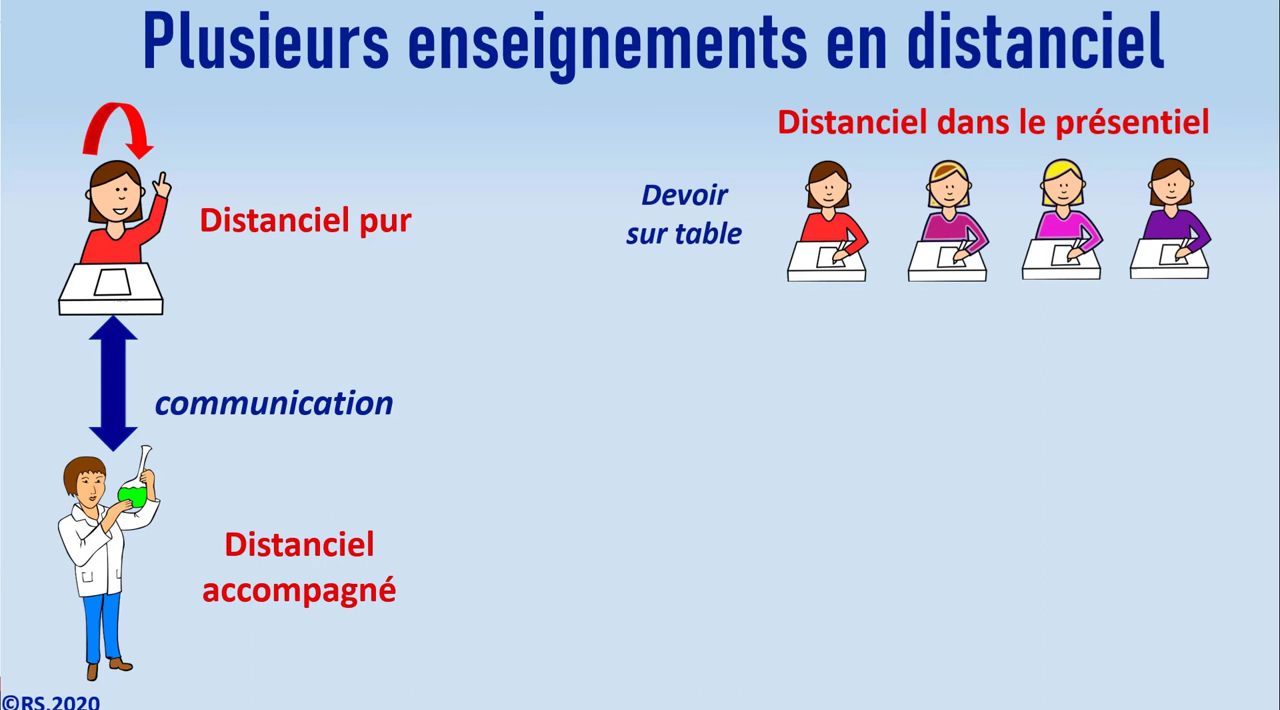 Plusieurs enseignements en distanciel
Distanciel dans le présentiel
Devoir
sur table
Distanciel pur
communication
Distanciel
accompagné
©RS.2020